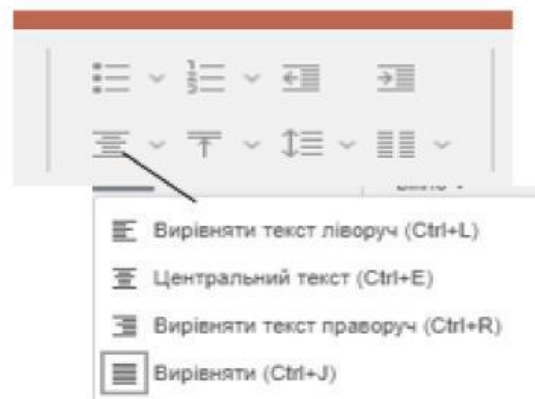 Вирівняти текст ліворуч (Ctrl+L)
Центральний текст (Ctrl+E)
Вирівняти текст праворуч (Ctrl+R)
Вирівняти (Ctrl+J)